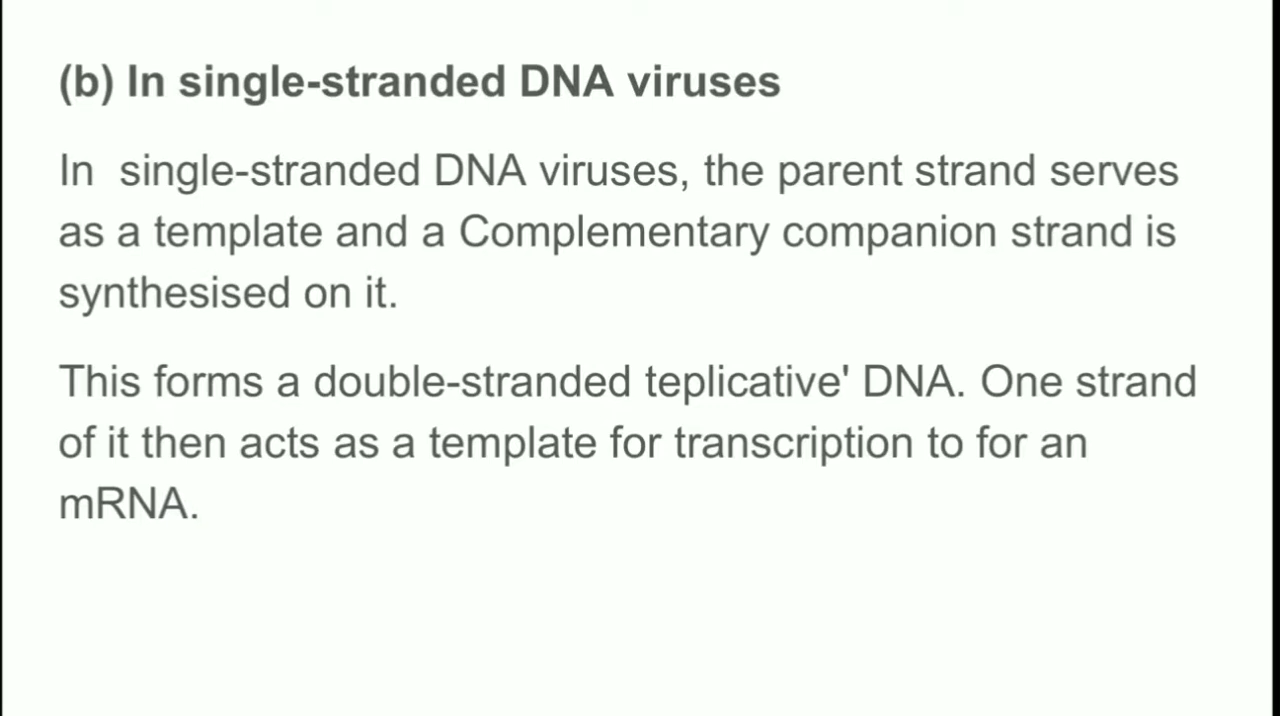 (b) In single-stranded DNA viruses
In  single-stranded DNA viruses, the parent strand serves
as a template and a Complementary companion strand is
synthesised on it.
This forms a double-stranded teplicative' DNA. One strand
of it then acts as a template for transcription to for an
mRNA.